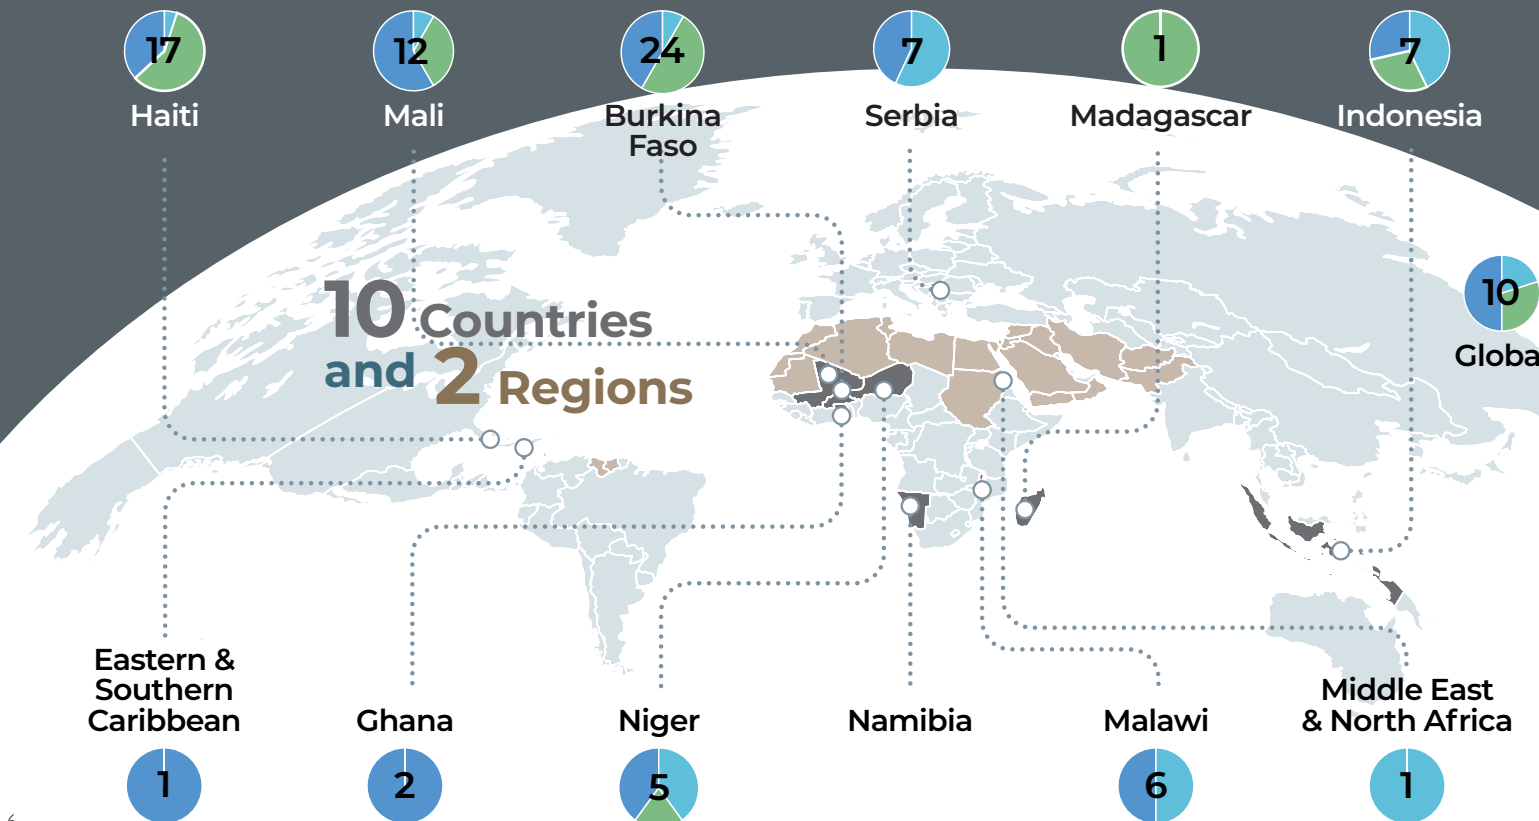 17
Haiti
12
Mali
24
Burkina
Faso
7
Serbia
1
Madagascar
7
Indonesia
10
Globa
10 Countries
and 2 Regions
Eastern &
Southern
Caribbean
1
Ghana
2
Niger
5
Namibia
Malawi
6
Middle East
& North Africa
1
6